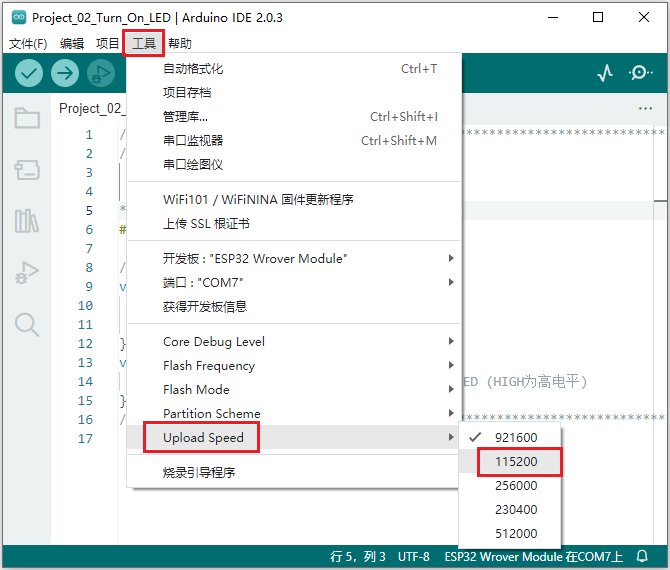 Project_02_Turn_On_LED | Arduino IDE 2.0.3
文件(F) 编辑 项目 工具 帮助
自动格式化 Ctrl+T
Project_02_
项目存档
管理库... Ctrl+Shift+I
串口监视器 Ctrl+Shift+M
串口绘图仪
WiFi101 / WiFiNINA 固件更新程序
上传 SSL 根证书
开发板 : "ESP32 Wrover Module"
端口 : "COM7"
获得开发板信息
Core Debug Level
Flash Frequency
Flash Mode
Partition Scheme
Upload Speed
烧录引导程序
1 /
2 /
3
4
5 *
6 #
7
8 /
9 v
10
11
12 }
13 v
14 ED (HIGH为高电平)
15 }
16 /
17
921600
115200
256000
230400
512000
行 5，列 3 UTF-8 ESP32 Wrover Module 在COM7上